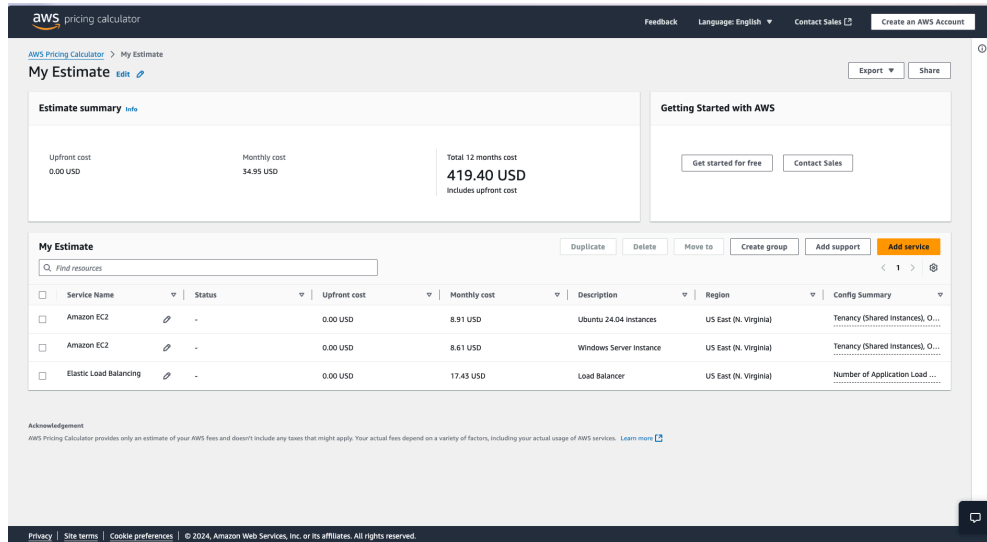 aws pricing calculator
Feedback Language: English ▼ Contact Sales Create an AWS Account
AWS Pricing Calculator > My Estimate
My Estimate Edit
Export ▼ Share
Estimate summary Info
Getting Started with AWS
Upfront cost Monthly cost Total 12 months cost
0.00 USD 34.95 USD 419.40 USD
Includes upfront cost
Get started for free Contact Sales
My Estimate Duplicate Delete Move to Create group Add support Add service
Find resources
< 1 >
Service Name Status Upfront cost Monthly cost Description Region Config Summary
Amazon EC2 - 0.00 USD 8.91 USD Ubuntu 24.04 instances US East (N. Virginia) Tenancy (Shared Instances), O...
Amazon EC2 - 0.00 USD 8.61 USD Windows Server Instance US East (N. Virginia) Tenancy (Shared Instances), O...
Elastic Load Balancing - 0.00 USD 17.43 USD Load Balancer US East (N. Virginia) Number of Application Load ...
Acknowledgement
AWS Pricing Calculator provides only an estimate of your AWS fees and doesn't include any taxes that might apply. Your actual fees depend on a variety of factors, including your actual usage of AWS services. Learn more
Privacy | Site terms | Cookie preferences | © 2024, Amazon Web Services, Inc. or its affiliates. All rights reserved.